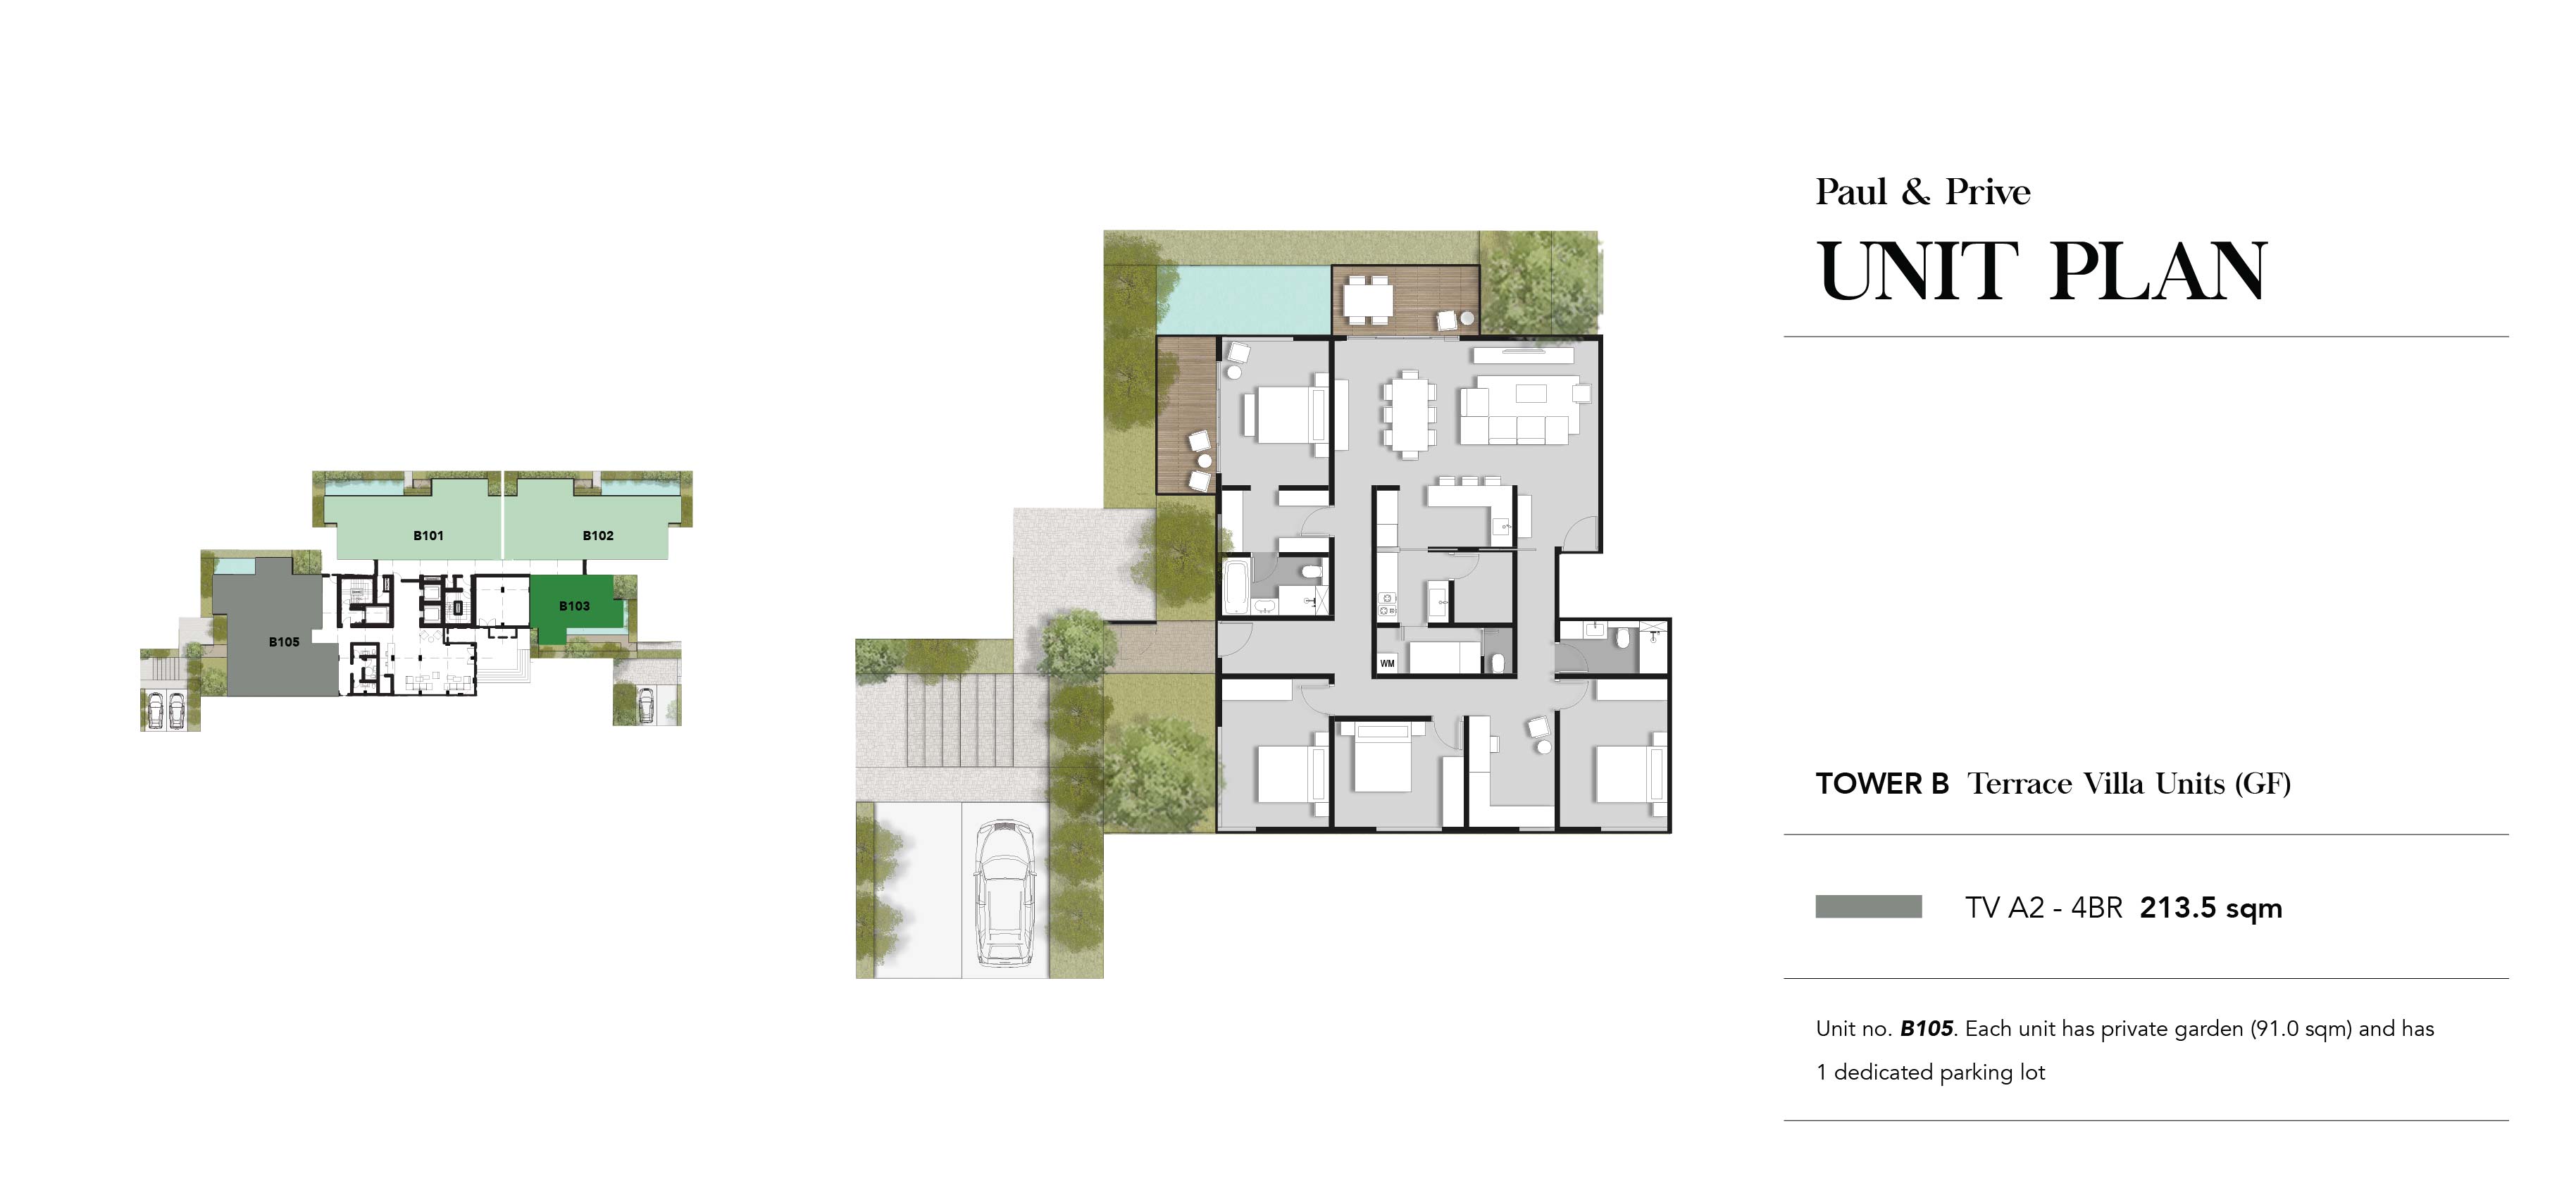 Paul & Prive
UNIT PLAN
B101
B102
B103
B105
WM
TOWER B Terrace Villa Units (GF)
TV A2 - 4BR 213.5 sqm
Unit no. B105. Each unit has private garden (91.0 sqm) and has
1 dedicated parking lot